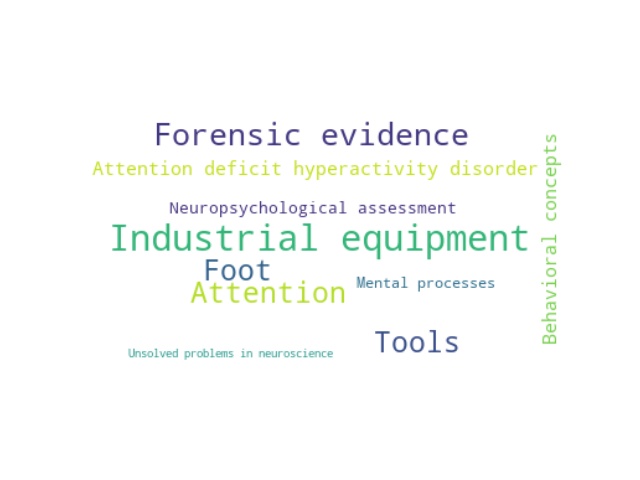 Forensic evidence
Attention deficit hyperactivity disorder
Behavioral concepts
Neuropsychological assessment
Industrial equipment
Foot
Mental processes
Attention
Tools
Unsolved problems in neuroscience